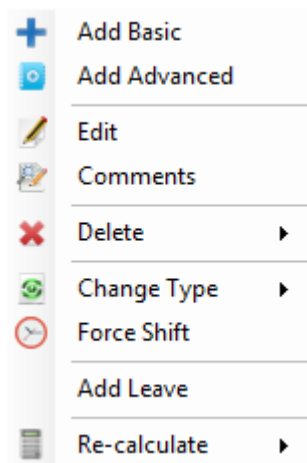 Add Basic
Add Advanced
Edit
Comments
Delete
Change Type
Force Shift
Add Leave
Re-calculate